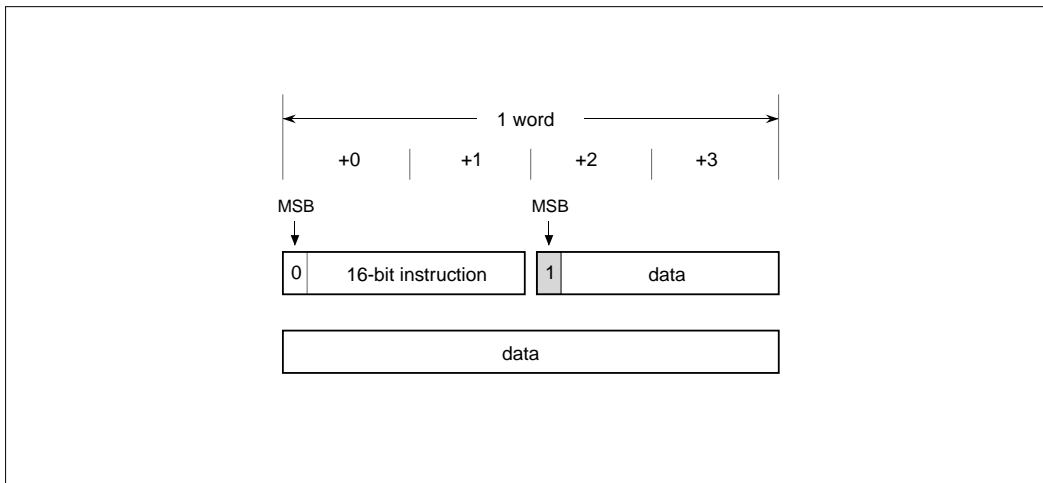 1 word
+0 +1 +2 +3
MSB MSB
0 16-bit instruction 1 data
data